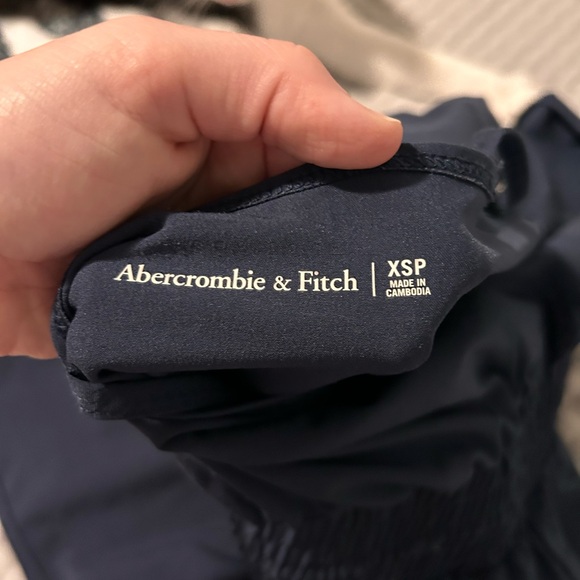 Abercrombie & Fitch | XSP
MADE IN
CAMBODIA